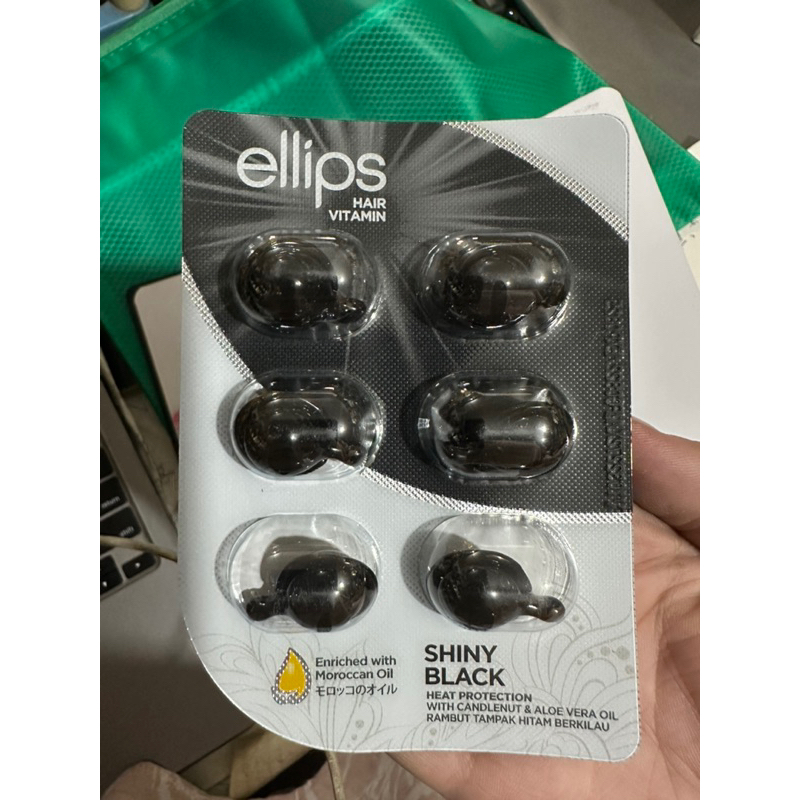 ellips
HAIR
VITAMIN
Enriched with
Moroccan Oil
モロッコのオイル
SHINY
BLACK
HEAT PROTECTION
WITH CANDLENUT & ALOE VERA OIL
RAMBUT TAMPAK HITAM BERKILAU
return